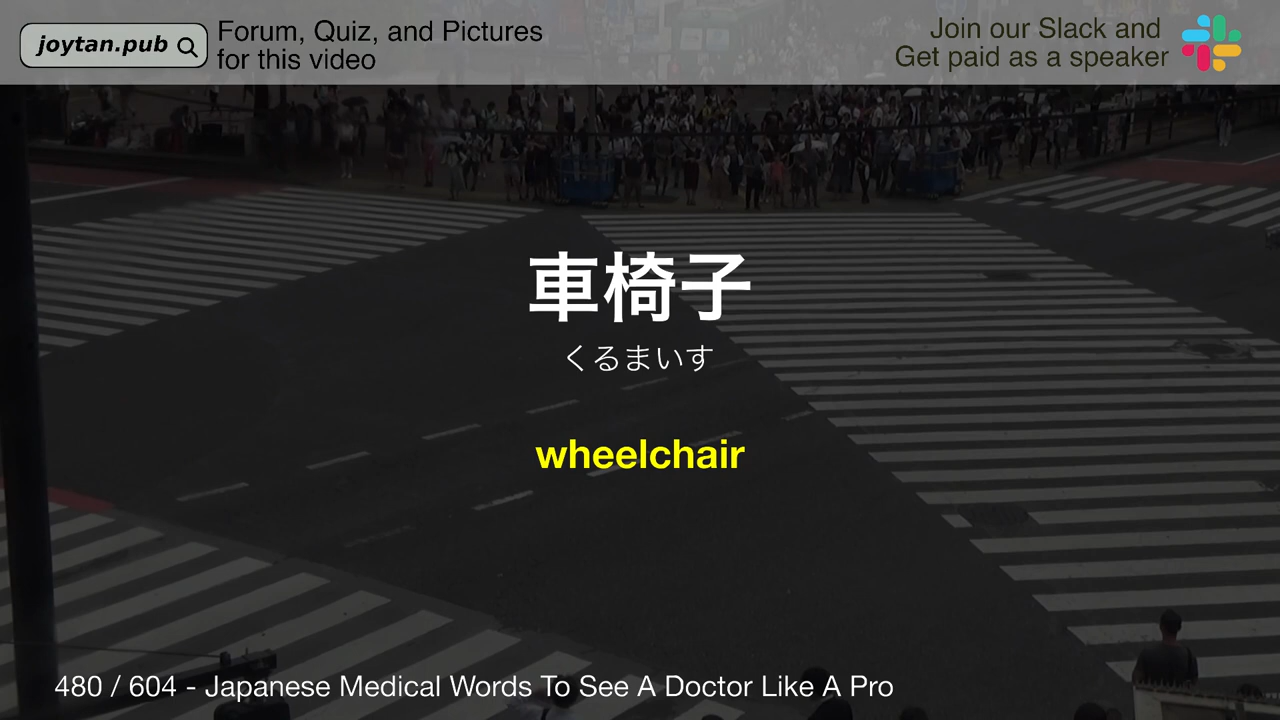 joytan.pub
Forum, Quiz, and Pictures
for this video
Join our Slack and
Get paid as a speaker
車椅子
くるまいす
wheelchair
480 / 604 - Japanese Medical Words To See A Doctor Like A Pro